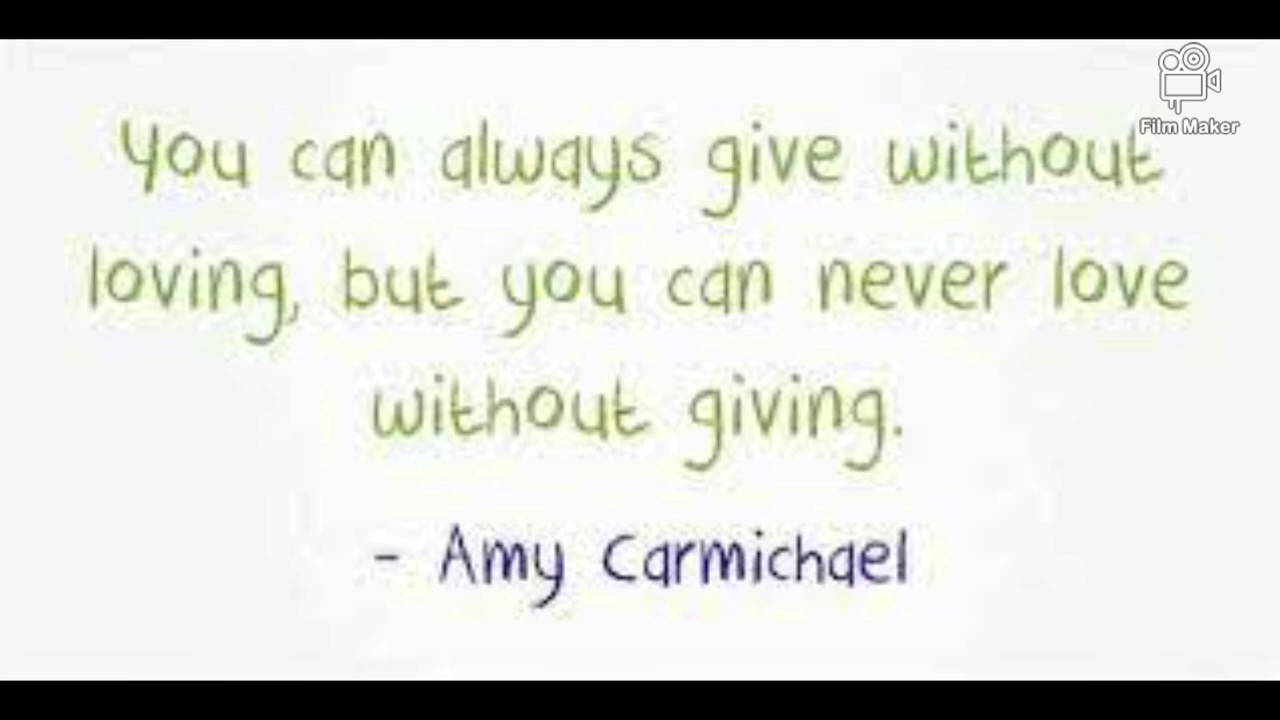 Film Maker
You can always give without
loving, but you can never love
without giving.
- Amy Carmichael